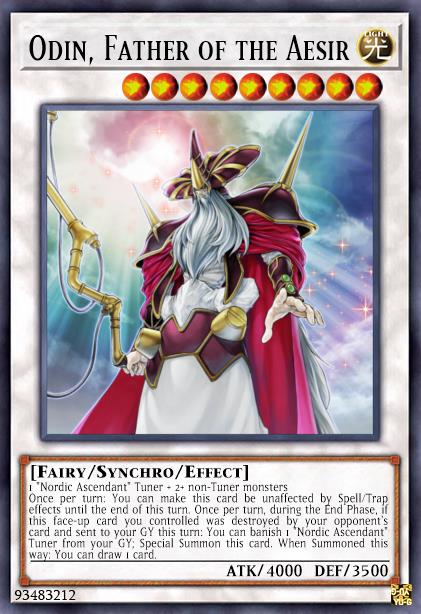 ODIN, FATHER OF THE AESIR
LIGHT
光
[FAIRY/SYNCHRO/EFFECT]
1 "Nordic Ascendant" Tuner + 2+ non-Tuner monsters
Once per turn: You can make this card be unaffected by Spell/Trap
effects until the end of this turn. Once per turn, during the End Phase, if
this face-up card you controlled was destroyed by your opponent's
card and sent to your GY this turn: You can banish 1 "Nordic Ascendant"
Tuner from your GY; Special Summon this card. When Summoned this
way: You can draw 1 card.
ATK/4000 DEF/3500
93483212